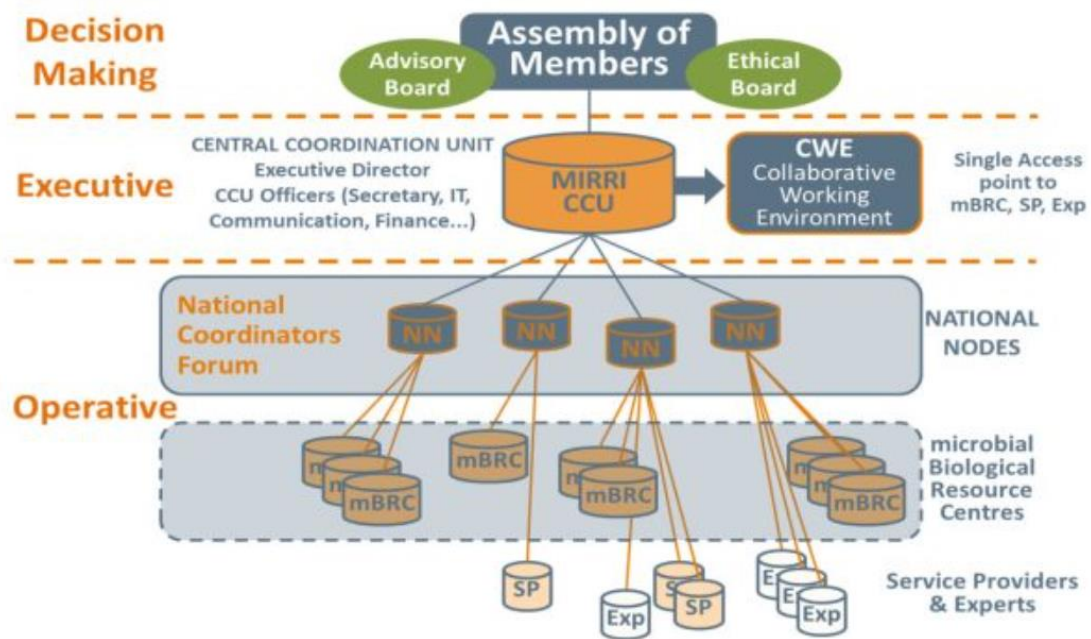 Decision
Making
Advisory
Board
Assembly of
Members
Ethical
Board
Executive
CENTRAL COORDINATION UNIT
Executive Director
CCU Officers (Secretary, IT,
Communication, Finance...)
MIRRI
CCU
CWE
Collaborative
Working
Environment
Single Access
point to
mBRC, SP, Exp
Operative
National
Coordinators
Forum
NN
NN
NN
NN
NATIONAL
NODES
mBRC
mBRC
mBRC
mBRC
microbial
Biological
Resource
Centres
SP
Exp
SP
Exp
Service Providers
& Experts